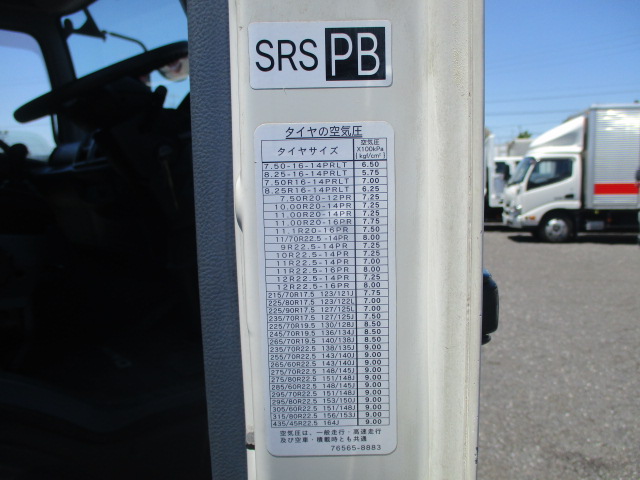 SRS PB
タイヤの空気圧
タイヤサイズ 空気圧 X100kPa [kgf/cm²]
7.50-16-14PRLT 6.50
8.25-16-14PRLT 5.75
7.50R16-14PRLT 7.00
8.25R16-14PRLT 6.25
7.50R20-12PR 7.25
10.00R20-14PR 7.25
11.00R20-14PR 7.25
11.00R20-16PR 7.75
11.1R20-16PR 7.50
11/70R22.5-14PR 8.00
9R22.5-14PR 7.25
10R22.5-14PR 7.25
11R22.5-14PR 7.00
11R22.5-16PR 8.00
12R22.5-14PR 7.25
12R22.5-16PR 8.00
215/70R17.5 123/121J 7.75
225/80R17.5 123/122L 7.00
225/90R17.5 127/125L 7.00
235/70R17.5 127/125J 7.50
225/70R19.5 130/128J 8.50
245/70R19.5 136/134J 8.50
265/70R19.5 140/138J 8.50
235/70R22.5 138/135J 9.00
255/70R22.5 143/140J 9.00
265/60R22.5 143/140J 9.00
275/70R22.5 148/145J 9.00
275/80R22.5 151/148J 9.00
285/60R22.5 148/145J 9.00
295/70R22.5 151/148J 9.00
295/80R22.5 153/150J 9.00
305/60R22.5 151/148J 9.00
315/80R22.5 156/153J 9.00
435/45R22.5 164J 9.00
空気圧は、一般走行・高速走行
及び空車・積載時とも共通
76565-8883